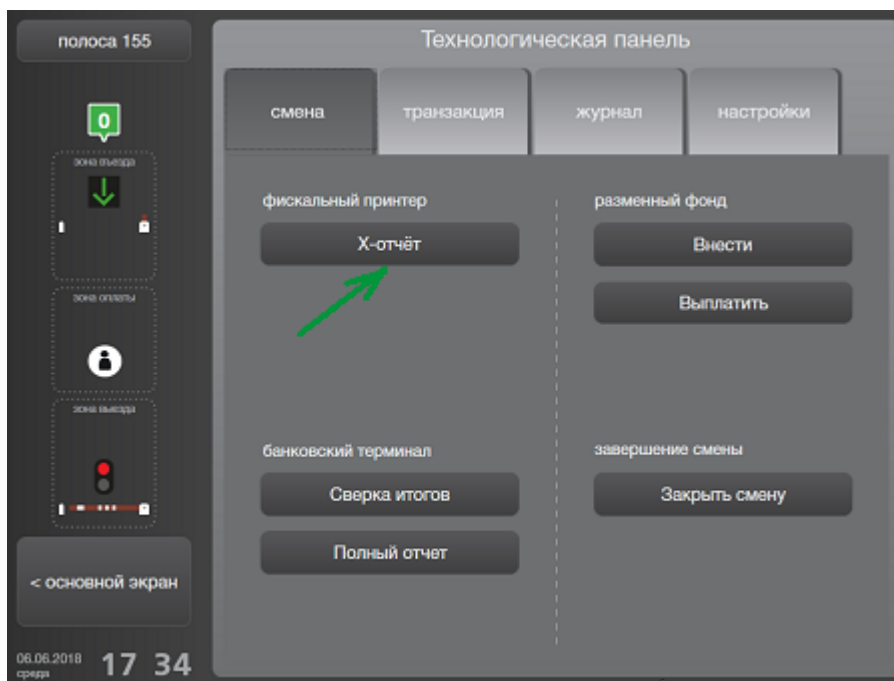 полоса 155
0
зона въезда
зона оплаты
зона выезда
< основной экран
06.06.2018
среда
17 34
Технологическая панель
смена
транзакция
журнал
настройки
фискальный принтер
Х-отчёт
разменный фонд
Внести
Выплатить
банковский терминал
Сверка итогов
Полный отчет
завершение смены
Закрыть смену